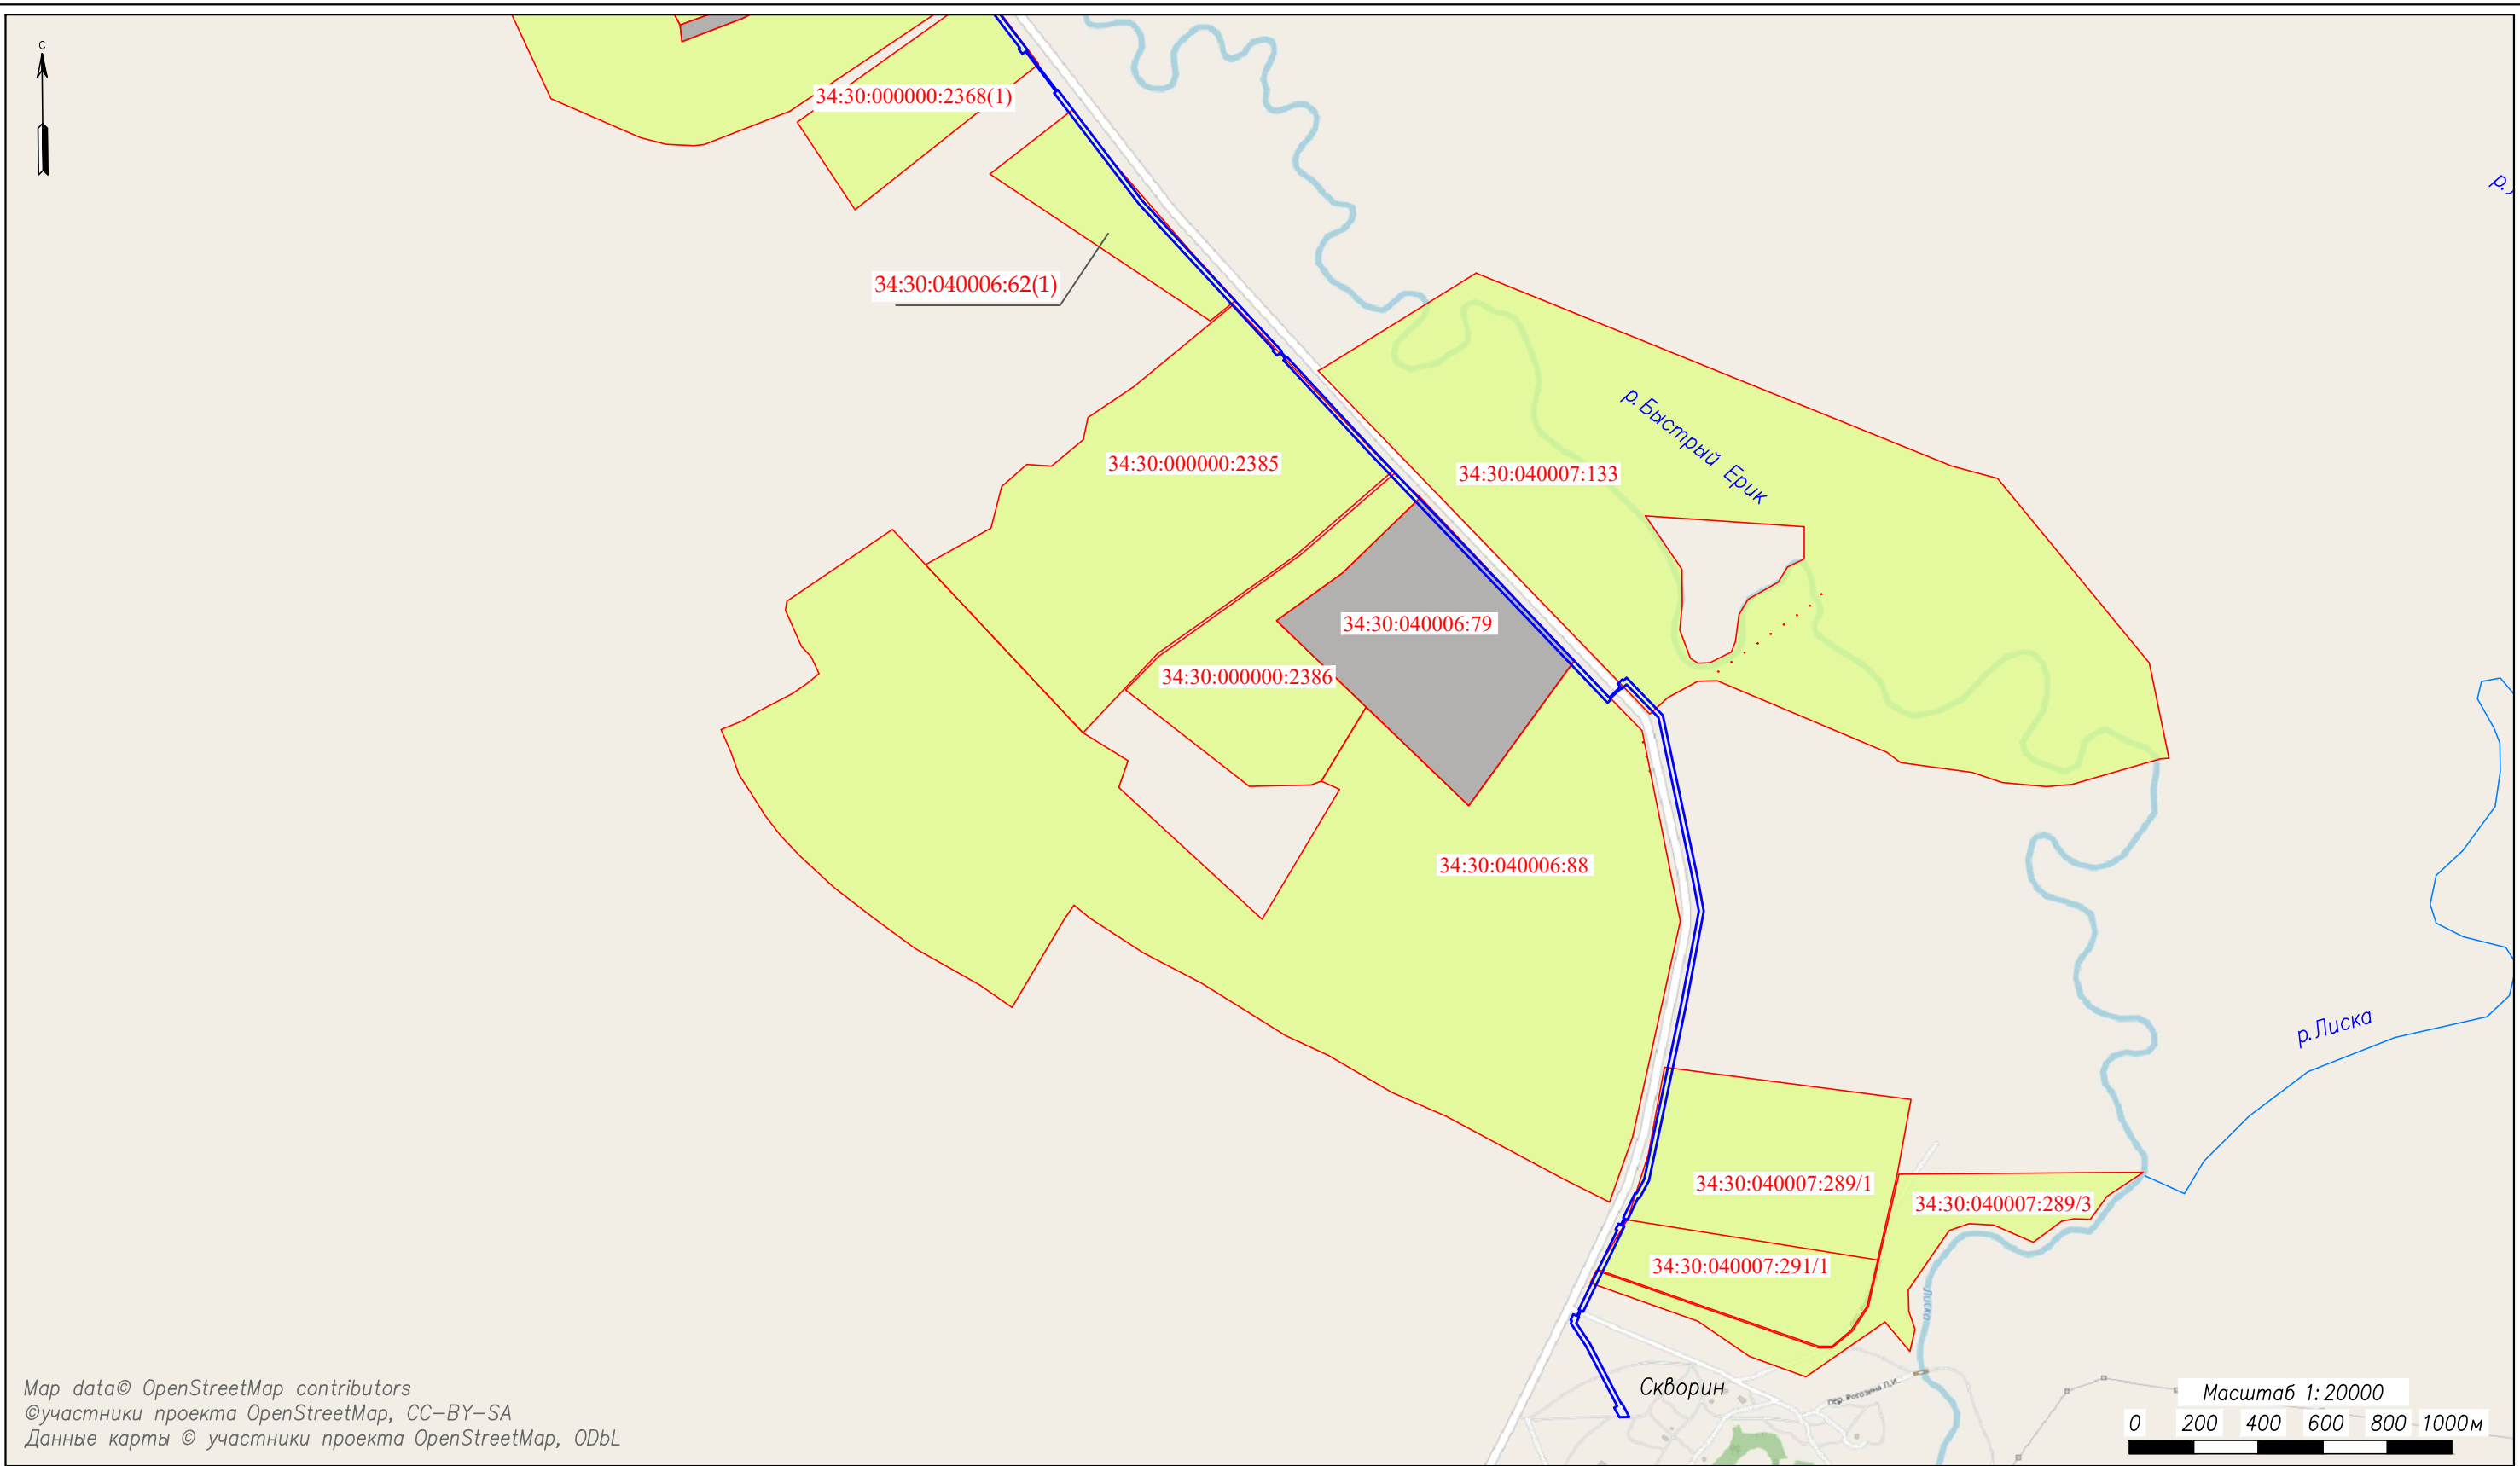 С
34:30:000000:2368(1)
34:30:040006:62(1)
34:30:000000:2385
34:30:040007:133
р.Быстрый Ерик
34:30:040006:79
34:30:000000:2386
34:30:040006:88
р.Лиска
34:30:040007:289/1
34:30:040007:289/3
34:30:040007:291/1
Лиска
Скворин
пер. Рогозина П.И.
Map data© OpenStreetMap contributors
©участники проекта OpenStreetMap, CC-BY-SA
Данные карты © участники проекта OpenStreetMap, ODbL
Масштаб 1:20000
0 200 400 600 800 1000м